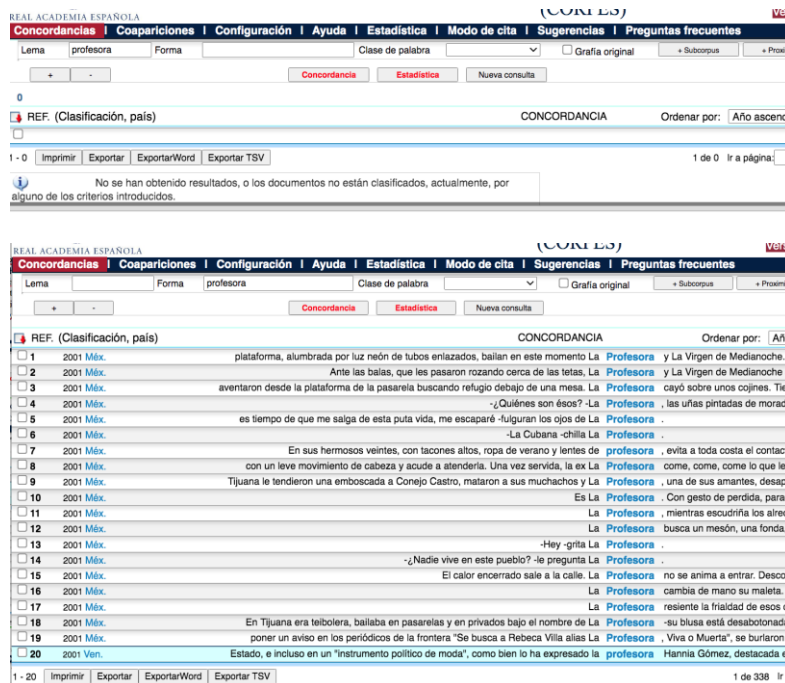 REAL ACADEMIA ESPAÑOLA (CORPES)
Concordancias | Coapariciones | Configuración | Ayuda | Estadística | Modo de cita | Sugerencias | Preguntas frecuentes
Lema profesora Forma Clase de palabra Grafía original + Subcorpus + Proxi
+ - Concordancia Estadística Nueva consulta
0
REF. (Clasificación, país) CONCORDANCIA Ordenar por: Año ascend
1 - 0 Imprimir Exportar ExportarWord Exportar TSV 1 de 0 Ir a página:
No se han obtenido resultados, o los documentos no están clasificados, actualmente, por
alguno de los criterios introducidos.
REAL ACADEMIA ESPAÑOLA (CORPES)
Concordancias | Coapariciones | Configuración | Ayuda | Estadística | Modo de cita | Sugerencias | Preguntas frecuentes
Lema Forma profesora Clase de palabra Grafía original + Subcorpus + Proximi
+ - Concordancia Estadística Nueva consulta
REF. (Clasificación, país) CONCORDANCIA Ordenar por: Añ
1 2001 Méx. plataforma, alumbrada por luz neón de tubos enlazados, bailan en este momento La Profesora y La Virgen de Medianoche.
2 2001 Méx. Ante las balas, que les pasaron rozando cerca de las tetas, La Profesora y La Virgen de Medianoche
3 2001 Méx. aventaron desde la plataforma de la pasarela buscando refugio debajo de una mesa. La Profesora cayó sobre unos cojines. Tie
4 2001 Méx. -¿Quiénes son ésos? -La Profesora , las uñas pintadas de morad
5 2001 Méx. es tiempo de que me salga de esta puta vida, me escaparé -fulguran los ojos de La Profesora .
6 2001 Méx. -La Cubana -chilla La Profesora .
7 2001 Méx. En sus hermosos veintes, con tacones altos, ropa de verano y lentes de profesora , evita a toda costa el contac
8 2001 Méx. con un leve movimiento de cabeza y acude a atenderla. Una vez servida, la ex La Profesora come, come, come lo que le
9 2001 Méx. Tijuana le tendieron una emboscada a Conejo Castro, mataron a sus muchachos y La Profesora , una de sus amantes, desap
10 2001 Méx. Es La Profesora . Con gesto de perdida, para
11 2001 Méx. La Profesora , mientras escudriña los alred
12 2001 Méx. La Profesora busca un mesón, una fonda
13 2001 Méx. -Hey -grita La Profesora .
14 2001 Méx. -¿Nadie vive en este pueblo? -le pregunta La Profesora .
15 2001 Méx. El calor encerrado sale a la calle. La Profesora no se anima a entrar. Desco
16 2001 Méx. La Profesora cambia de mano su maleta.
17 2001 Méx. La Profesora resiente la frialdad de esos
18 2001 Méx. En Tijuana era teibolera, bailaba en pasarelas y en privados bajo el nombre de La Profesora -su blusa está desabotonada
19 2001 Méx. poner un aviso en los periódicos de la frontera "Se busca a Rebeca Villa alias La Profesora , Viva o Muerta", se burlaron
20 2001 Ven. Estado, e incluso en un "instrumento político de moda", como bien lo ha expresado la profesora Hannia Gómez, destacada e
1 - 20 Imprimir Exportar ExportarWord Exportar TSV 1 de 338 Ir